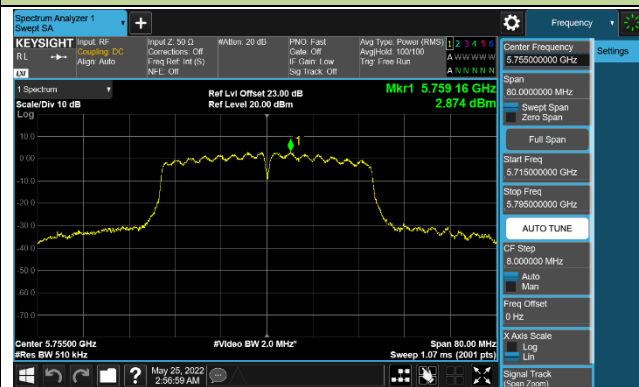 Spectrum Analyzer 1
Swept SA
Frequency
KEYSIGHT
RL
LXI
Input: RF
Coupling: DC
Align: Auto
Input Z: 50 Ω
Corrections: Off
Freq Ref: Int (S)
NFE: Off
#Atten: 20 dB
PNO: Fast
Gate: Off
IF Gain: Low
Sig Track: Off
Avg Type: Power (RMS)
Avg|Hold: 100/100
Trig: Free Run
1 2 3 4 5 6
A W W W W W
A N N N N N
Center Frequency
5.755000000 GHz
Settings
1 Spectrum
Scale/Div 10 dB
Log
Ref Lvl Offset 23.00 dB
Ref Level 20.00 dBm
Mkr1 5.759 16 GHz
2.874 dBm
Span
80.0000000 MHz
Swept Span
Zero Span
Full Span
Start Freq
5.715000000 GHz
Stop Freq
5.795000000 GHz
AUTO TUNE
CF Step
8.000000 MHz
Auto
Man
Freq Offset
0 Hz
X Axis Scale
Log
Lin
Signal Track
(Span Zoom)
10.0
0.00
-10.0
-20.0
-30.0
-40.0
-50.0
-60.0
-70.0
1
Center 5.75500 GHz
#Res BW 510 kHz
#Video BW 2.0 MHz*
Span 80.00 MHz
Sweep 1.07 ms (2001 pts)
?
May 25, 2022
2:56:59 AM